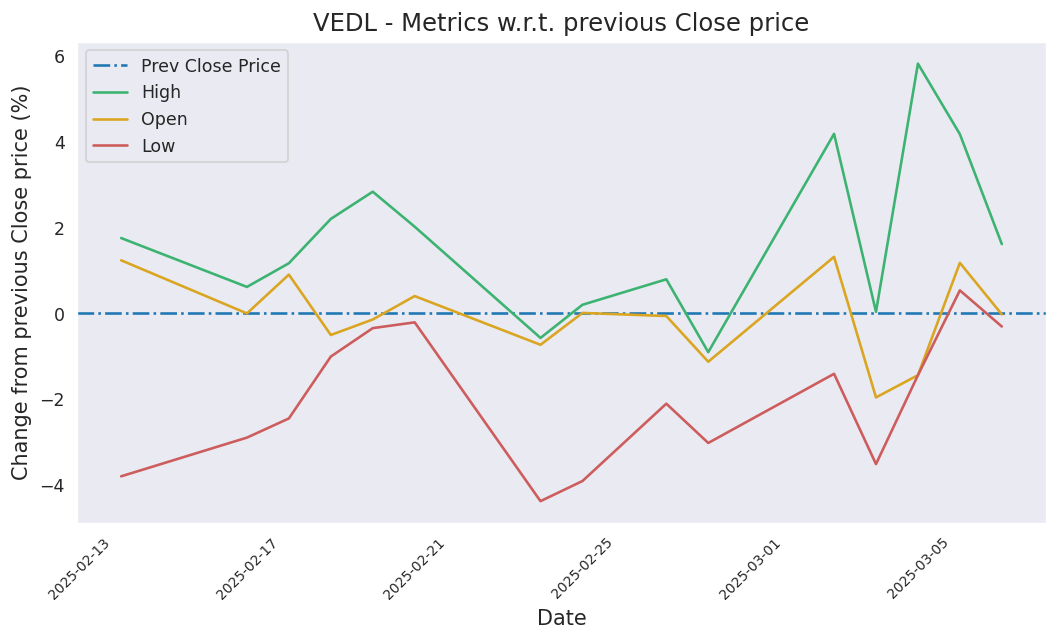 VEDL - Metrics w.r.t. previous Close price
Change from previous Close price (%)
6
4
2
0
−2
−4
Prev Close Price
High
Open
Low
2025-02-13
2025-02-17
2025-02-21
2025-02-25
2025-03-01
2025-03-05
Date